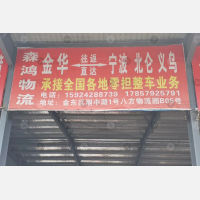 森鸿物流
金华 往返直达 宁波 北仑 义乌
承接全国各地零担整车业务
电话：15924288739 17857925791
地址：金东区
中路1号八方物流园B05号